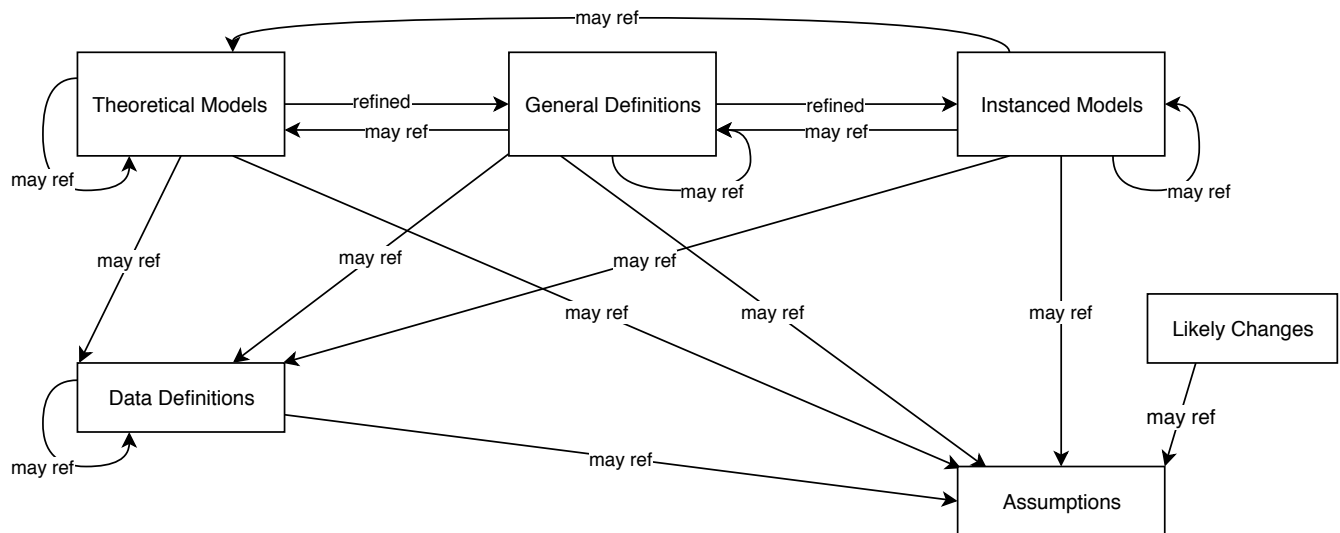 may ref
Theoretical Models
refined
General Definitions
refined
Instanced Models
may ref
may ref
may ref
may ref
may ref
may ref
may ref
may ref
may ref
may ref
may ref
may ref
Likely Changes
Data Definitions
may ref
may ref
may ref
Assumptions